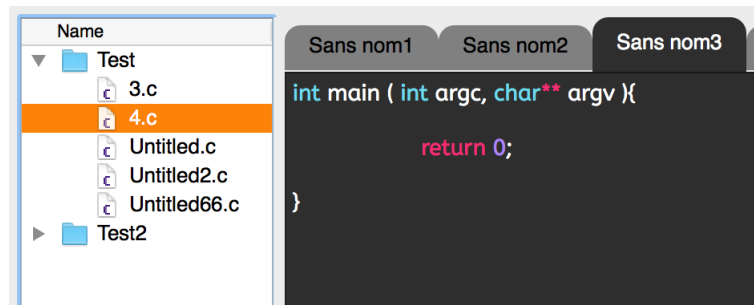 Name
Test
3.c
4.c
Untitled.c
Untitled2.c
Untitled66.c
Test2
Sans nom1 Sans nom2 Sans nom3
int main ( int argc, char** argv ){
return 0;
}